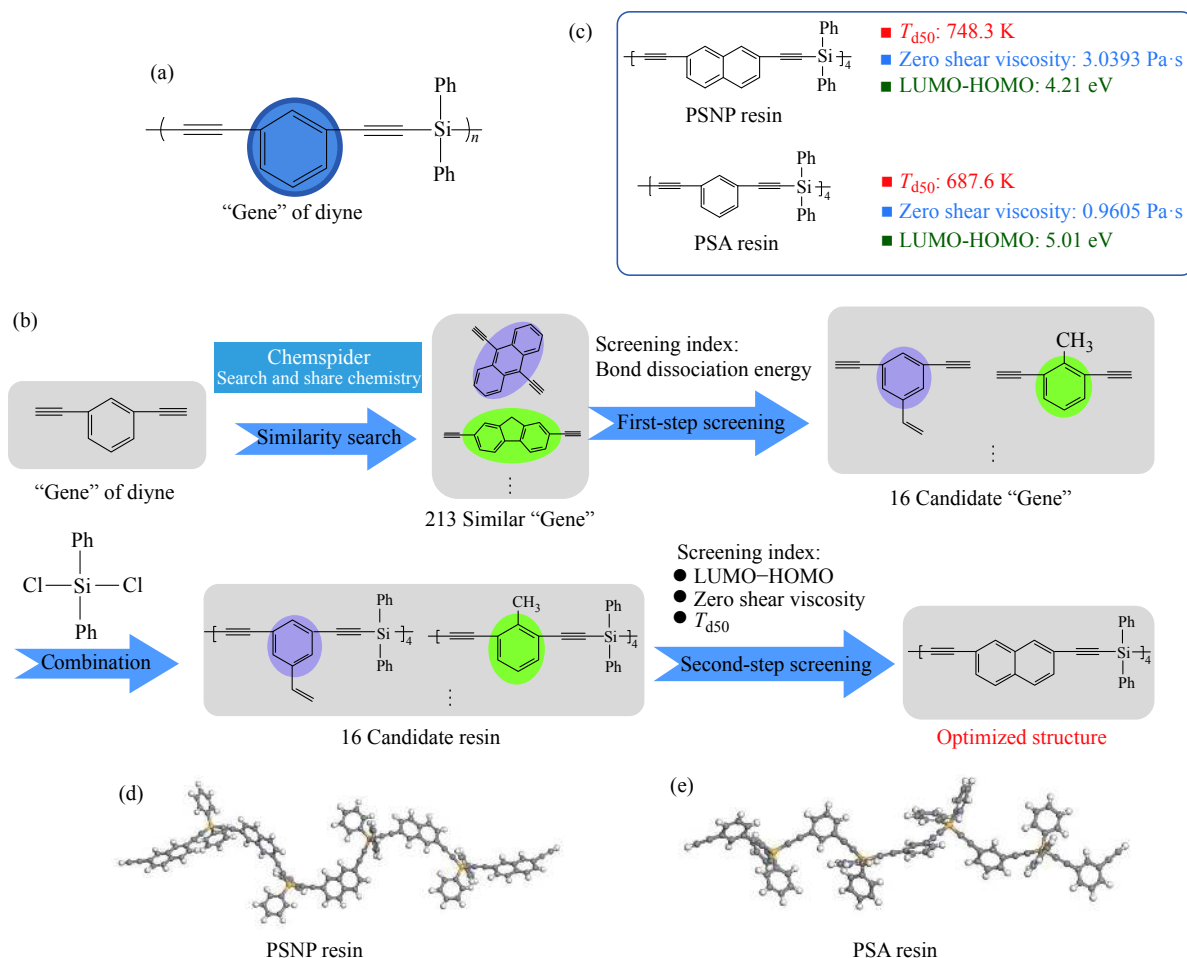 (a)
Ph
Si
( )n
Ph
“Gene” of diyne
(c)
Ph
[ Si ]4
Ph
PSNP resin
Td50: 748.3 K
Zero shear viscosity: 3.0393 Pa·s
LUMO-HOMO: 4.21 eV
Ph
[ Si ]4
Ph
PSA resin
Td50: 687.6 K
Zero shear viscosity: 0.9605 Pa·s
LUMO-HOMO: 5.01 eV
(b)
“Gene” of diyne
Chemspider
Search and share chemistry
Similarity search
⋮
213 Similar “Gene”
Screening index:
Bond dissociation energy
First-step screening
CH3
⋮
16 Candidate “Gene”
Ph
Cl Si Cl
Ph
Combination
Ph
[ Si ]4
Ph
CH3
Ph
[ Si ]4
Ph
⋮
16 Candidate resin
Screening index:
● LUMO−HOMO
● Zero shear viscosity
● Td50
Second-step screening
Ph
[ Si ]4
Ph
Optimized structure
(d)
PSNP resin
(e)
PSA resin